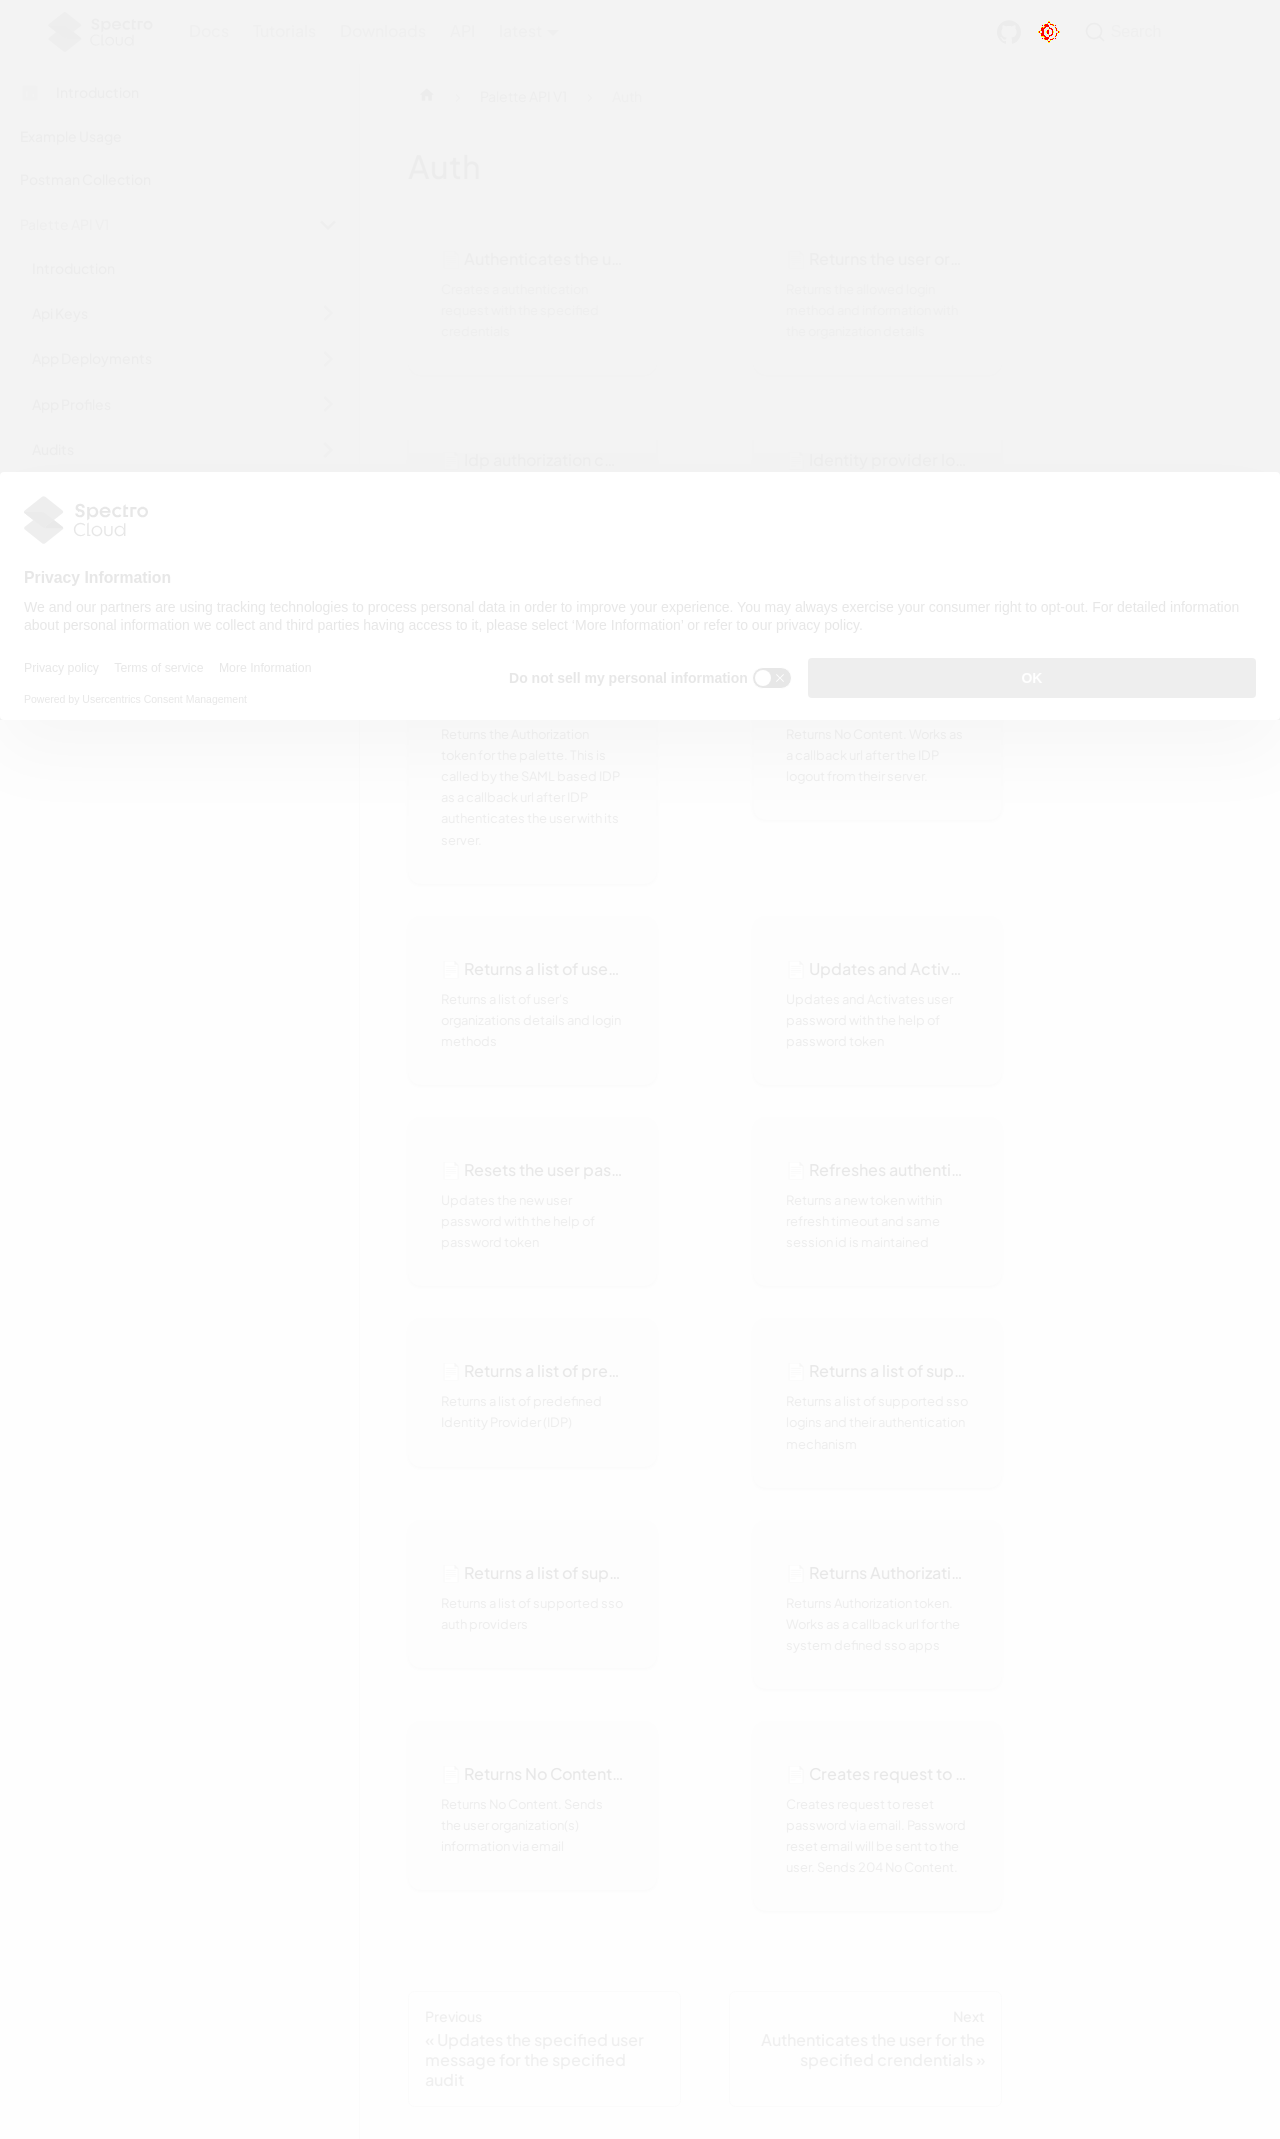 Spectro Cloud
Docs Tutorials Downloads API latest
Search
Introduction
Example Usage
Postman Collection
Palette API V1
Introduction
Api Keys
App Deployments
App Profiles
Audits
Palette API V1 Auth
Auth
Authenticates the u...
Creates a authentication
request with the specified
credentials
Returns the user or...
Returns the allowed login
method and information with
the organization details
Idp authorization c...
Identity provider lo...
Spectro
Cloud
Privacy Information
We and our partners are using tracking technologies to process personal data in order to improve your experience. You may always exercise your consumer right to opt-out. For detailed information
about personal information we collect and third parties having access to it, please select 'More Information' or refer to our privacy policy.
Privacy policy Terms of service More Information
Powered by Usercentrics Consent Management
Do not sell my personal information
OK
Returns the Authorization
token for the palette. This is
called by the SAML based IDP
as a callback url after IDP
authenticates the user with its
server.
Returns No Content. Works as
a callback url after the IDP
logout from their server.
Returns a list of use...
Returns a list of user's
organizations details and login
methods
Updates and Activ...
Updates and Activates user
password with the help of
password token
Resets the user pas...
Updates the new user
password with the help of
password token
Refreshes authenti...
Returns a new token within
refresh timeout and same
session id is maintained
Returns a list of pre...
Returns a list of predefined
Identity Provider (IDP)
Returns a list of sup...
Returns a list of supported sso
logins and their authentication
mechanism
Returns a list of sup...
Returns a list of supported sso
auth providers
Returns Authorizati...
Returns Authorization token.
Works as a callback url for the
system defined sso apps
Returns No Content...
Returns No Content. Sends
the user organization(s)
information via email
Creates request to ...
Creates request to reset
password via email. Password
reset email will be sent to the
user. Sends 204 No Content.
Previous
« Updates the specified user
message for the specified
audit
Next
Authenticates the user for the
specified crendentials »